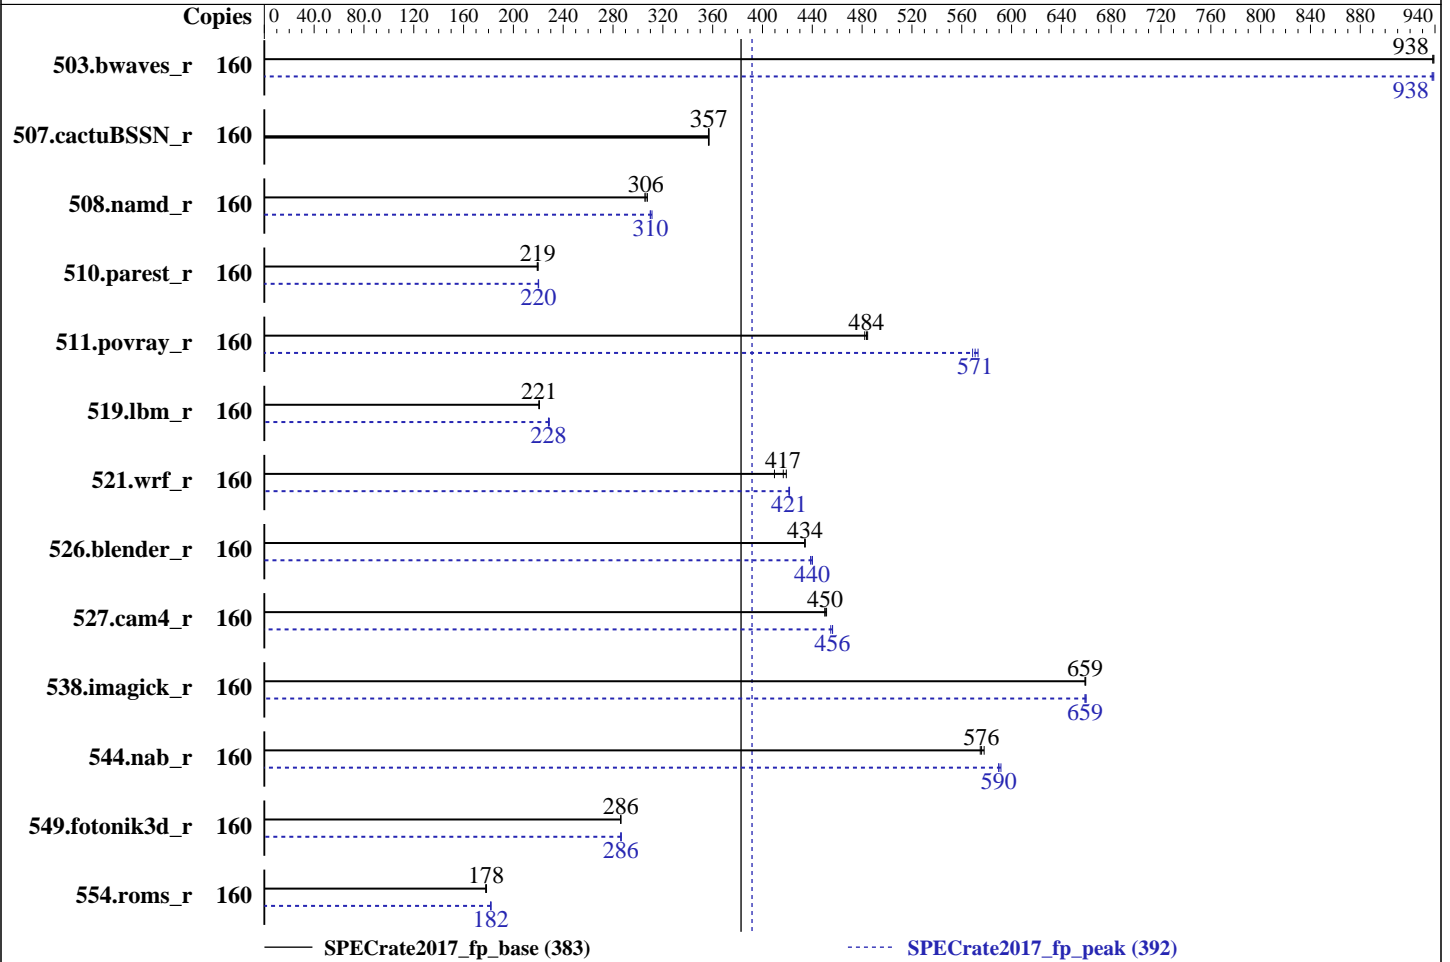 Copies 0 40.0 80.0 120 160 200 240 280 320 360 400 440 480 520 560 600 640 680 720 760 800 840 880 940
938
503.bwaves_r 160
938
357
507.cactuBSSN_r 160
306
508.namd_r 160
310
219
510.parest_r 160
220
484
511.povray_r 160
571
221
519.lbm_r 160
228
417
521.wrf_r 160
421
434
526.blender_r 160
440
450
527.cam4_r 160
456
659
538.imagick_r 160
659
576
544.nab_r 160
590
286
549.fotonik3d_r 160
286
178
554.roms_r 160
182
SPECrate2017_fp_base (383) SPECrate2017_fp_peak (392)